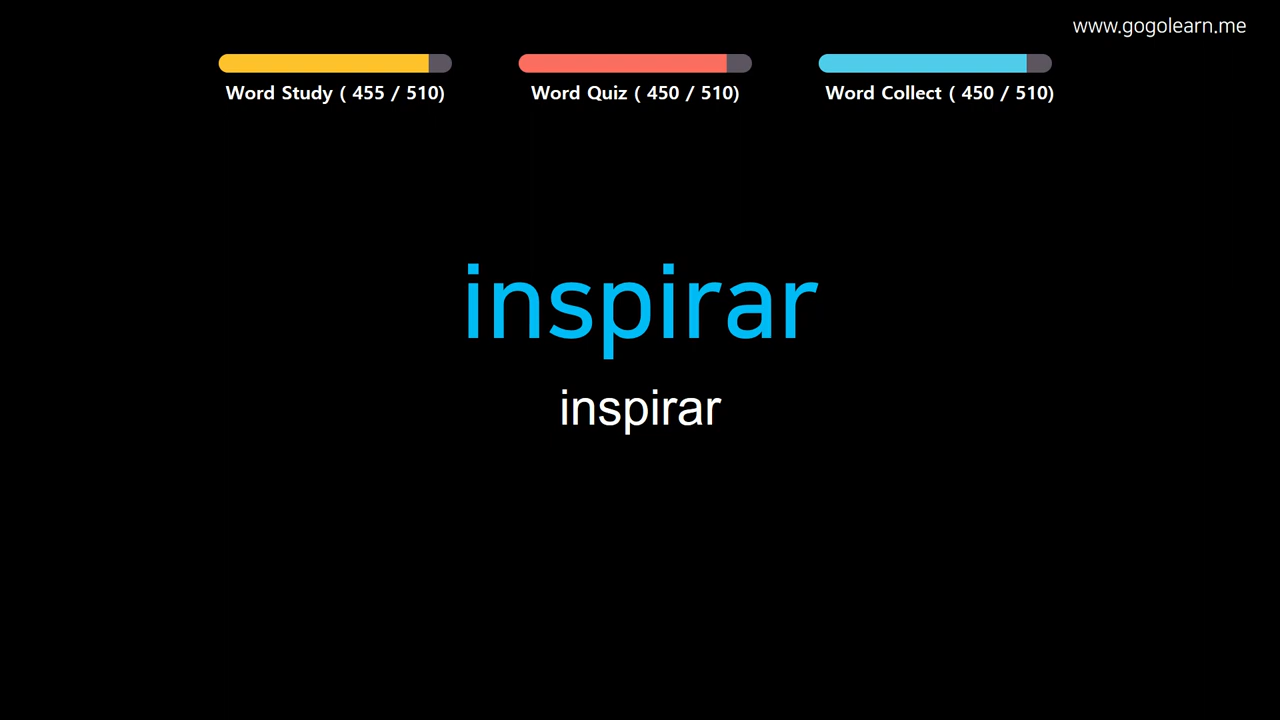 www.gogolearn.me
Word Study ( 455 / 510)
Word Quiz ( 450 / 510)
Word Collect ( 450 / 510)
inspirar
inspirar